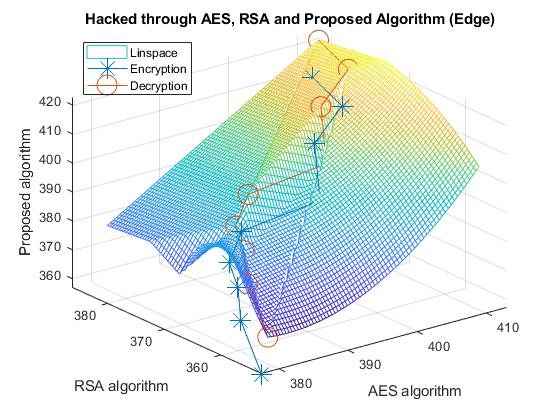 Hacked through AES, RSA and Proposed Algorithm (Edge)
Linspace
Encryption
Decryption
420
410
400
390
380
370
360
Proposed algorithm
380
370
360
RSA algorithm
380
390
400
410
AES algorithm